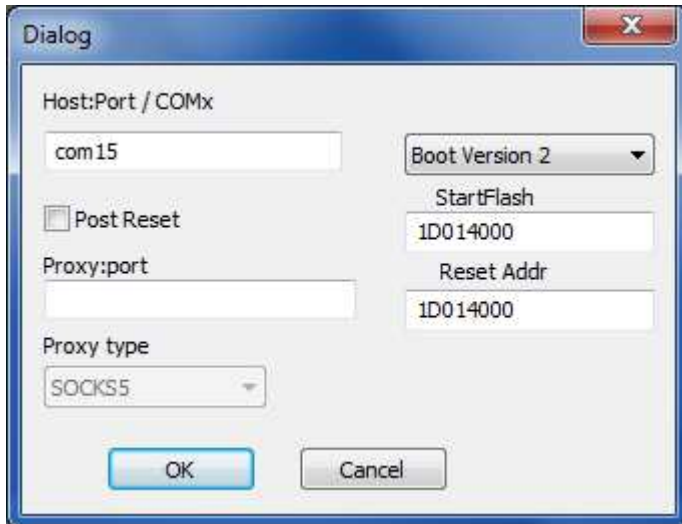 Dialog
Host:Port / COMx
com15
Boot Version 2
StartFlash
Post Reset
1D014000
Proxy:port
Reset Addr
1D014000
Proxy type
SOCKS5
OK
Cancel